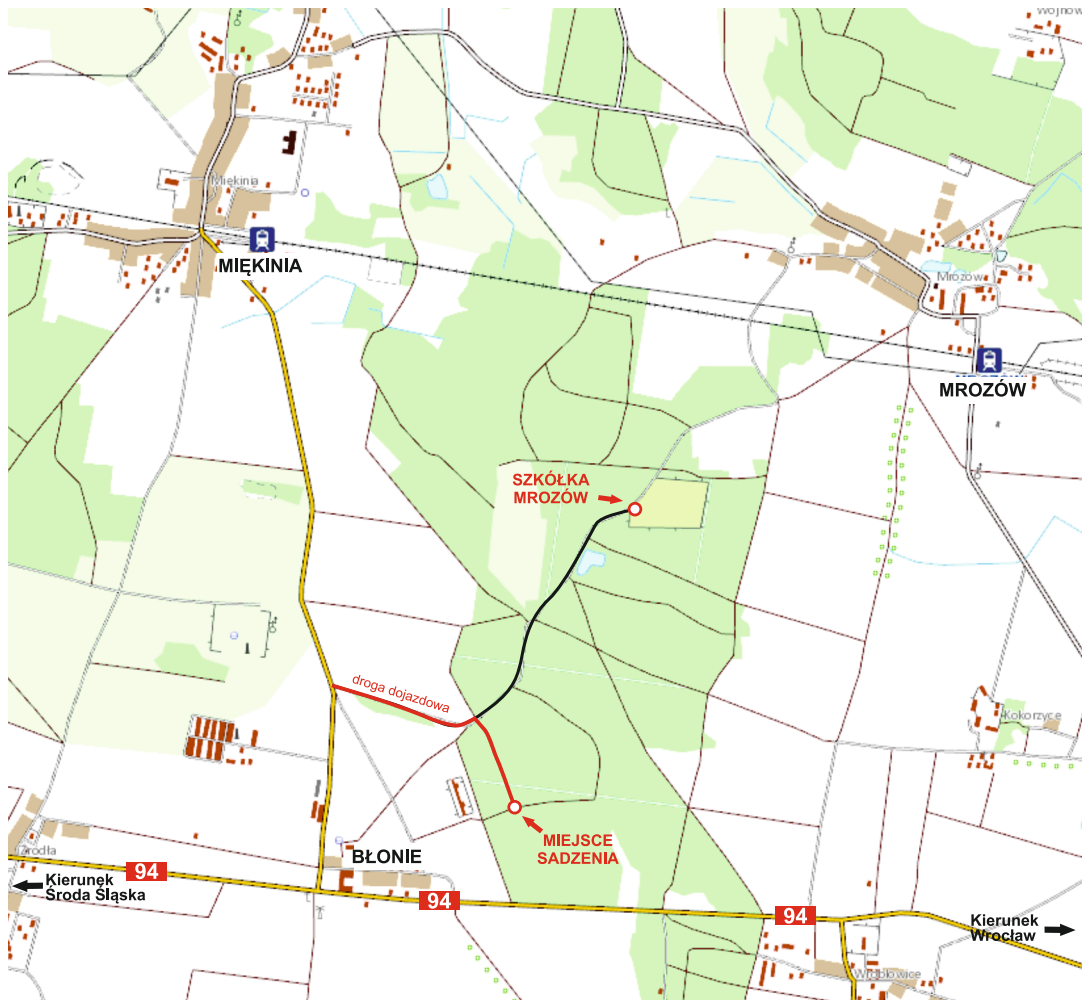 Wojnow
Miękinia
MIĘKINIA
Mrozów
MROZÓW
SZKÓŁKA
MROZÓW
droga dojazdowa
Kokorzyce
MIEJSCE
SADZENIA
BŁONIE
Źródła
94
Kierunek
Środa Śląska
94
94
Kierunek
Wrocław
Wróblowice